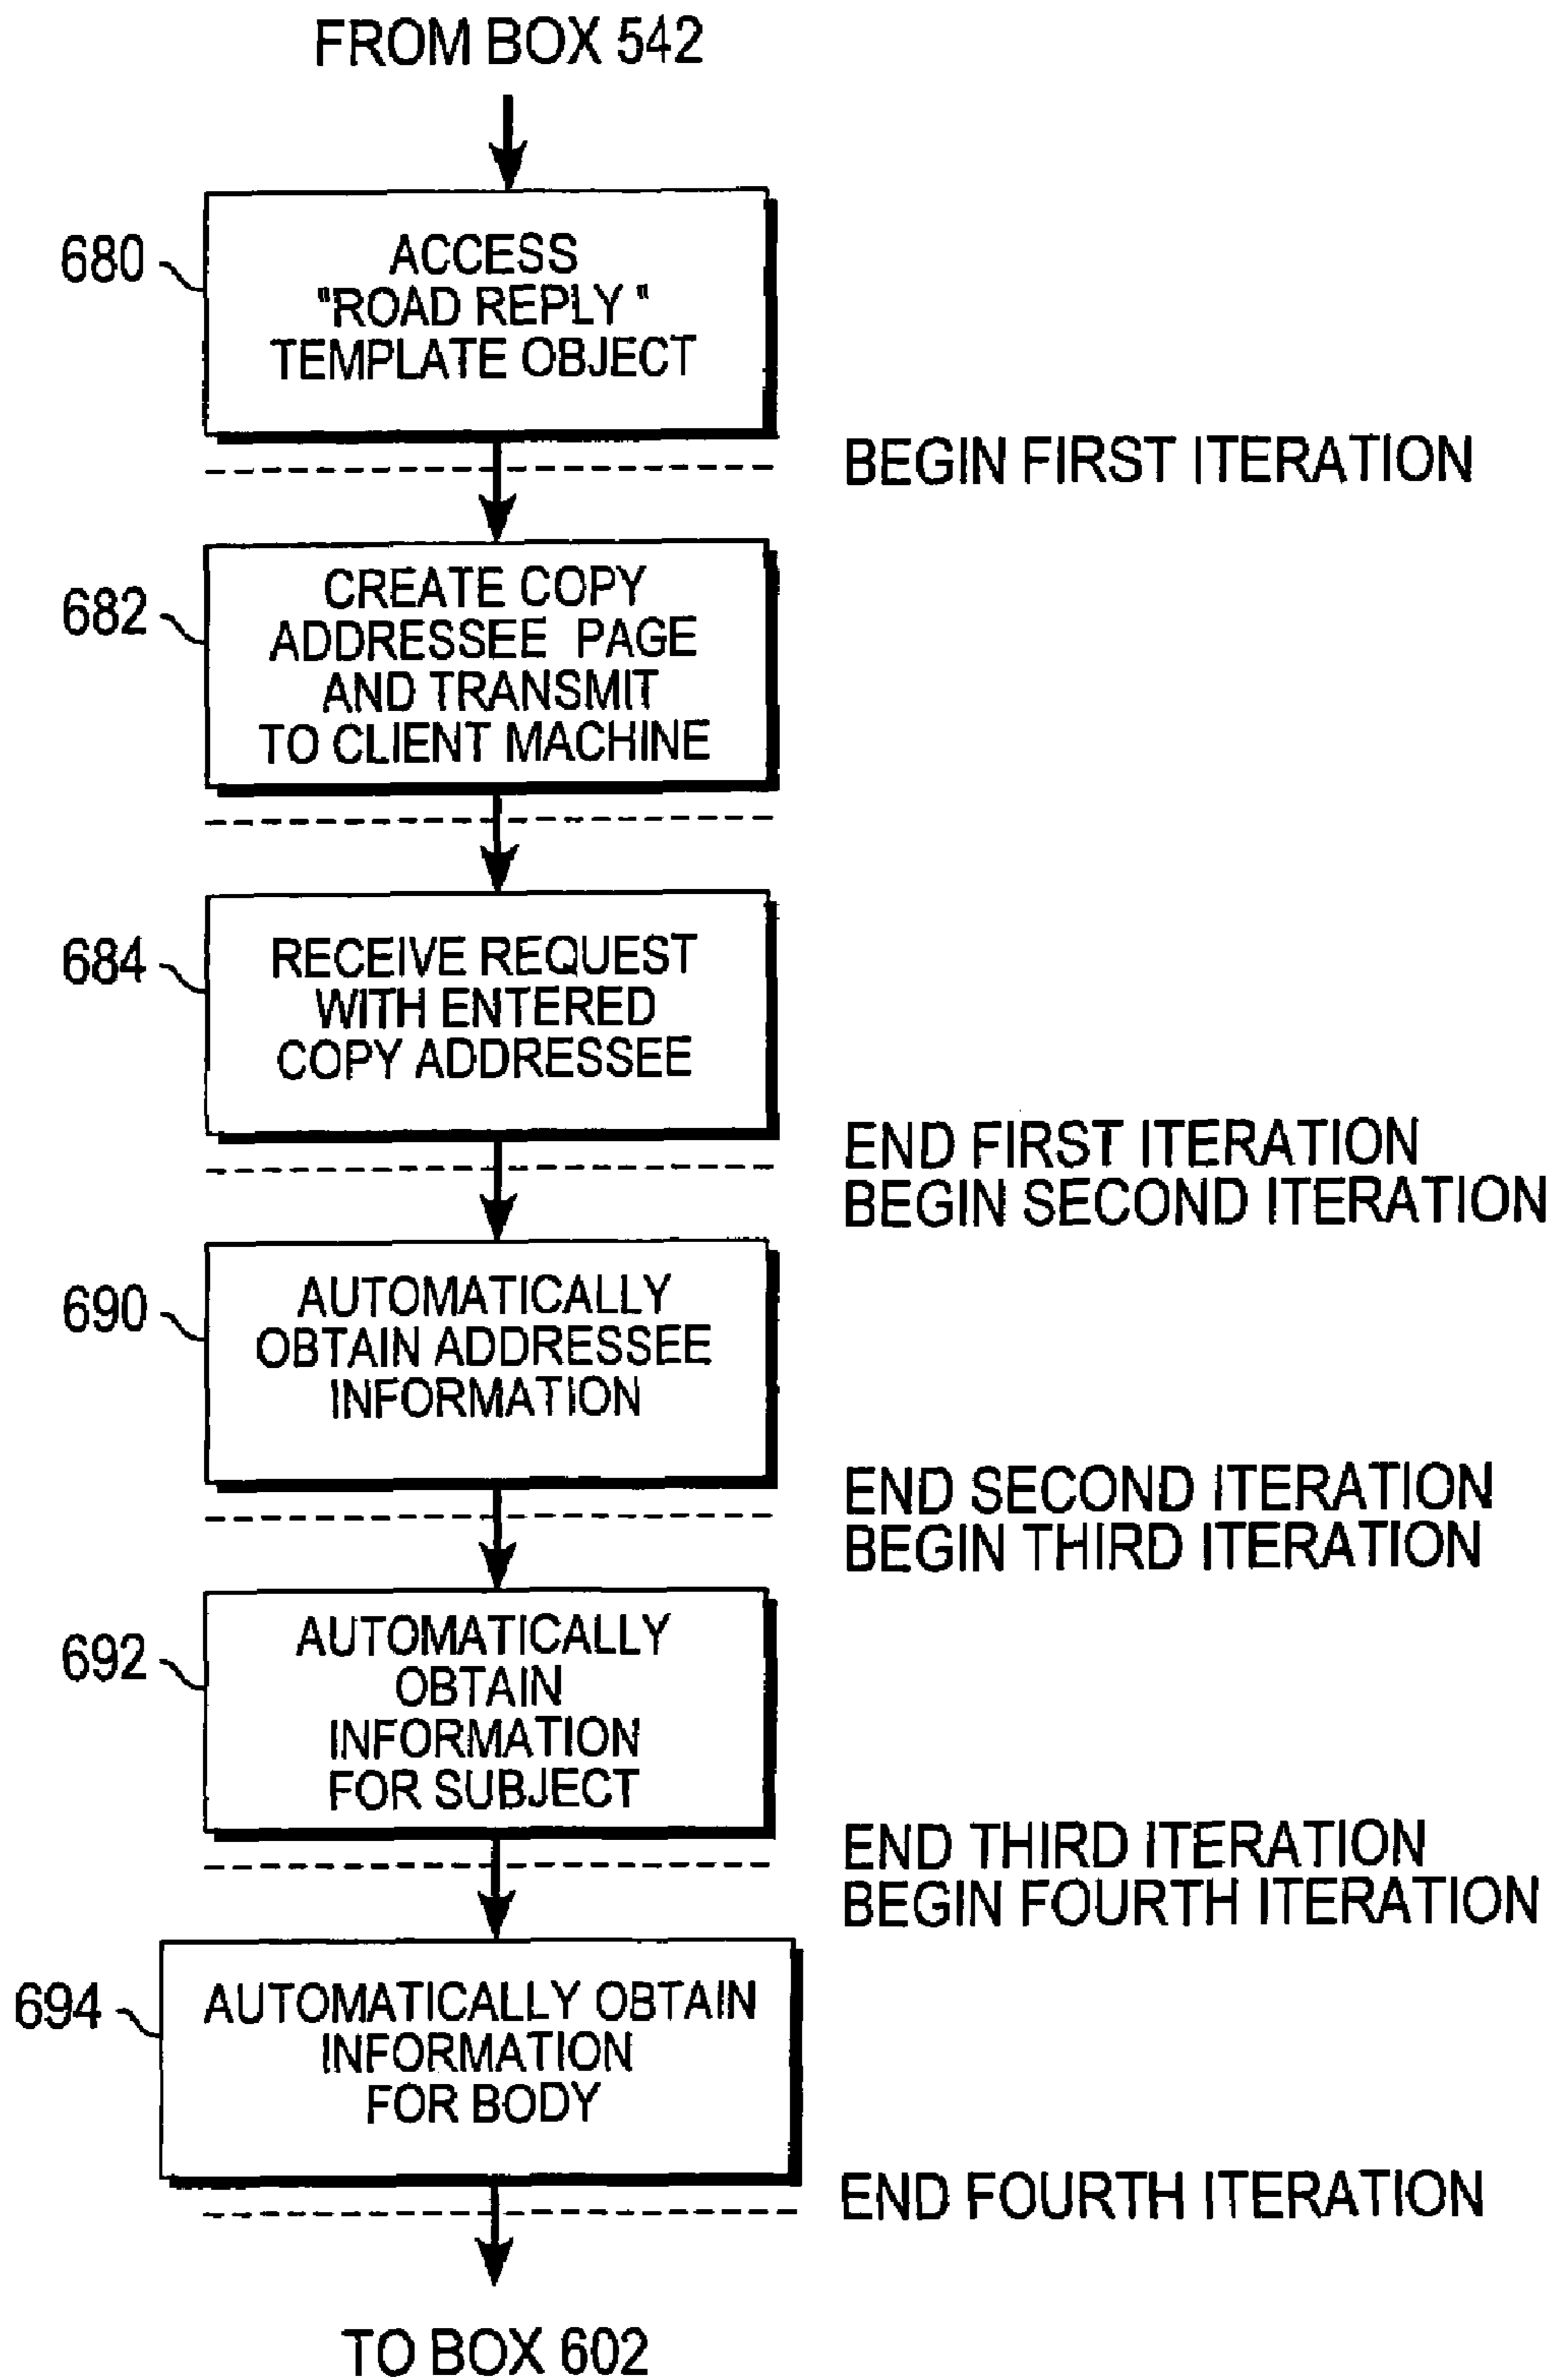 FROM BOX 542
680
ACCESS
"ROAD REPLY "
TEMPLATE OBJECT
BEGIN FIRST ITERATION
682
CREATE COPY
ADDRESSEE PAGE
AND TRANSMIT
TO CLIENT MACHINE
684
RECEIVE REQUEST
WITH ENTERED
COPY ADDRESSEE
END FIRST ITERATION
BEGIN SECOND ITERATION
690
AUTOMATICALLY
OBTAIN ADDRESSEE
INFORMATION
END SECOND ITERATION
BEGIN THIRD ITERATION
692
AUTOMATICALLY
OBTAIN
INFORMATION
FOR SUBJECT
END THIRD ITERATION
BEGIN FOURTH ITERATION
694
AUTOMATICALLY OBTAIN
INFORMATION
FOR BODY
END FOURTH ITERATION
TO BOX 602